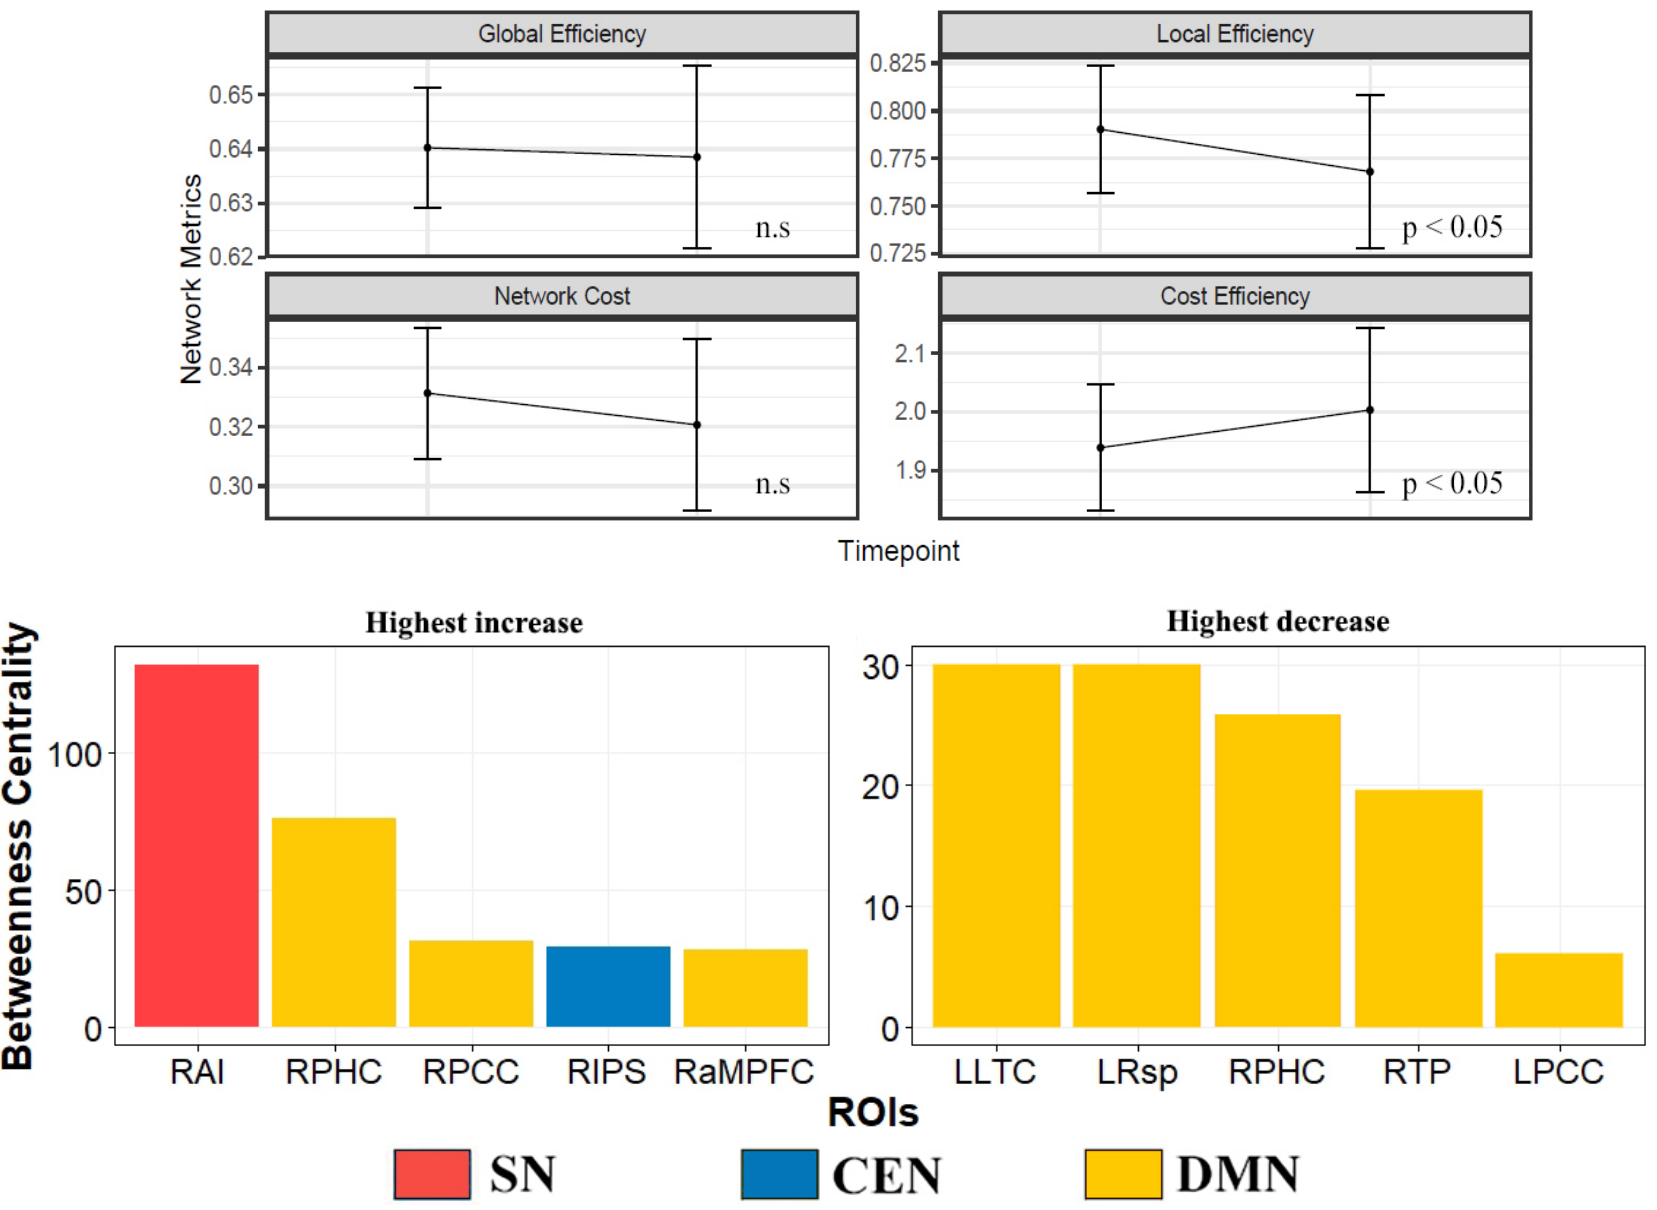 Global Efficiency
Local Efficiency
0.65
0.64
0.63
0.62
n.s
0.825
0.800
0.775
0.750
0.725
p < 0.05
Network Metrics
Network Cost
Cost Efficiency
0.34
0.32
0.30
n.s
2.1
2.0
1.9
p < 0.05
Timepoint
Highest increase
Highest decrease
Betweenness Centrality
100
50
0
30
20
10
0
RAI RPHC RPCC RIPS RaMPFC
LLTC LRsp RPHC RTP LPCC
ROIs
SN CEN DMN